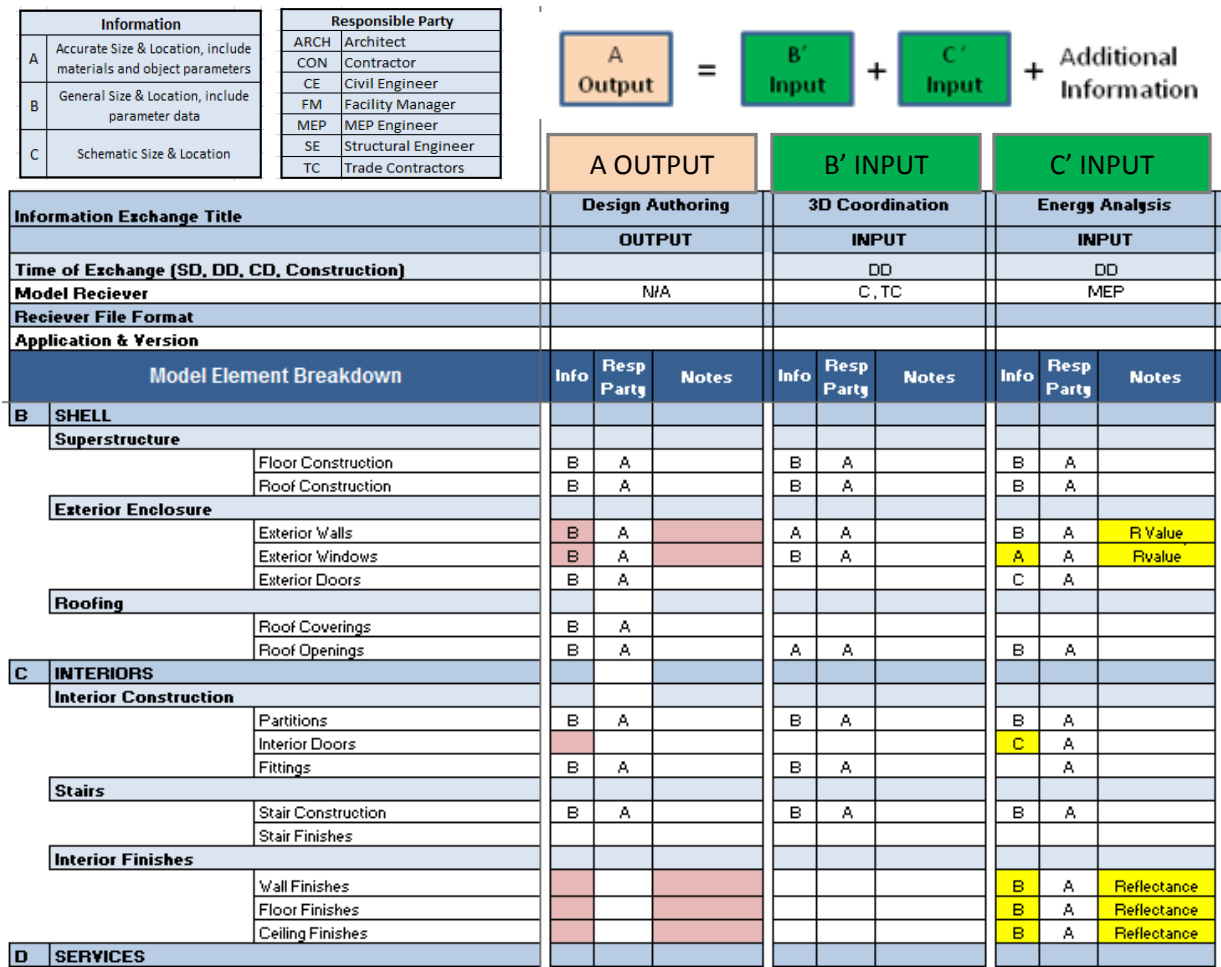 Information
A Accurate Size & Location, include
materials and object parameters
B General Size & Location, include
parameter data
C Schematic Size & Location
Responsible Party
ARCH Architect
CON Contractor
CE Civil Engineer
FM Facility Manager
MEP MEP Engineer
SE Structural Engineer
TC Trade Contractors
A
Output
=
B'
Input
+
C'
Input
+ Additional
Information
A OUTPUT B’ INPUT C’ INPUT
Information Exchange Title Design Authoring 3D Coordination Energy Analysis
OUTPUT INPUT INPUT
Time of Exchange (SD, DD, CD, Construction) DD DD
Model Reciever N/A C, TC MEP
Reciever File Format
Application & Version
Model Element Breakdown Info Resp Party Notes Info Resp Party Notes Info Resp Party Notes
B SHELL
Superstructure
Floor Construction B A B A B A
Roof Construction B A B A B A
Exterior Enclosure
Exterior Walls B A A A B A R Value
Exterior Windows B A B A A A Rvalue
Exterior Doors B A C A
Roofing
Roof Coverings B A
Roof Openings B A A A B A
C INTERIORS
Interior Construction
Partitions B A B A B A
Interior Doors C A
Fittings B A B A A
Stairs
Stair Construction B A B A B A
Stair Finishes
Interior Finishes
Wall Finishes B A Reflectance
Floor Finishes B A Reflectance
Ceiling Finishes B A Reflectance
D SERVICES